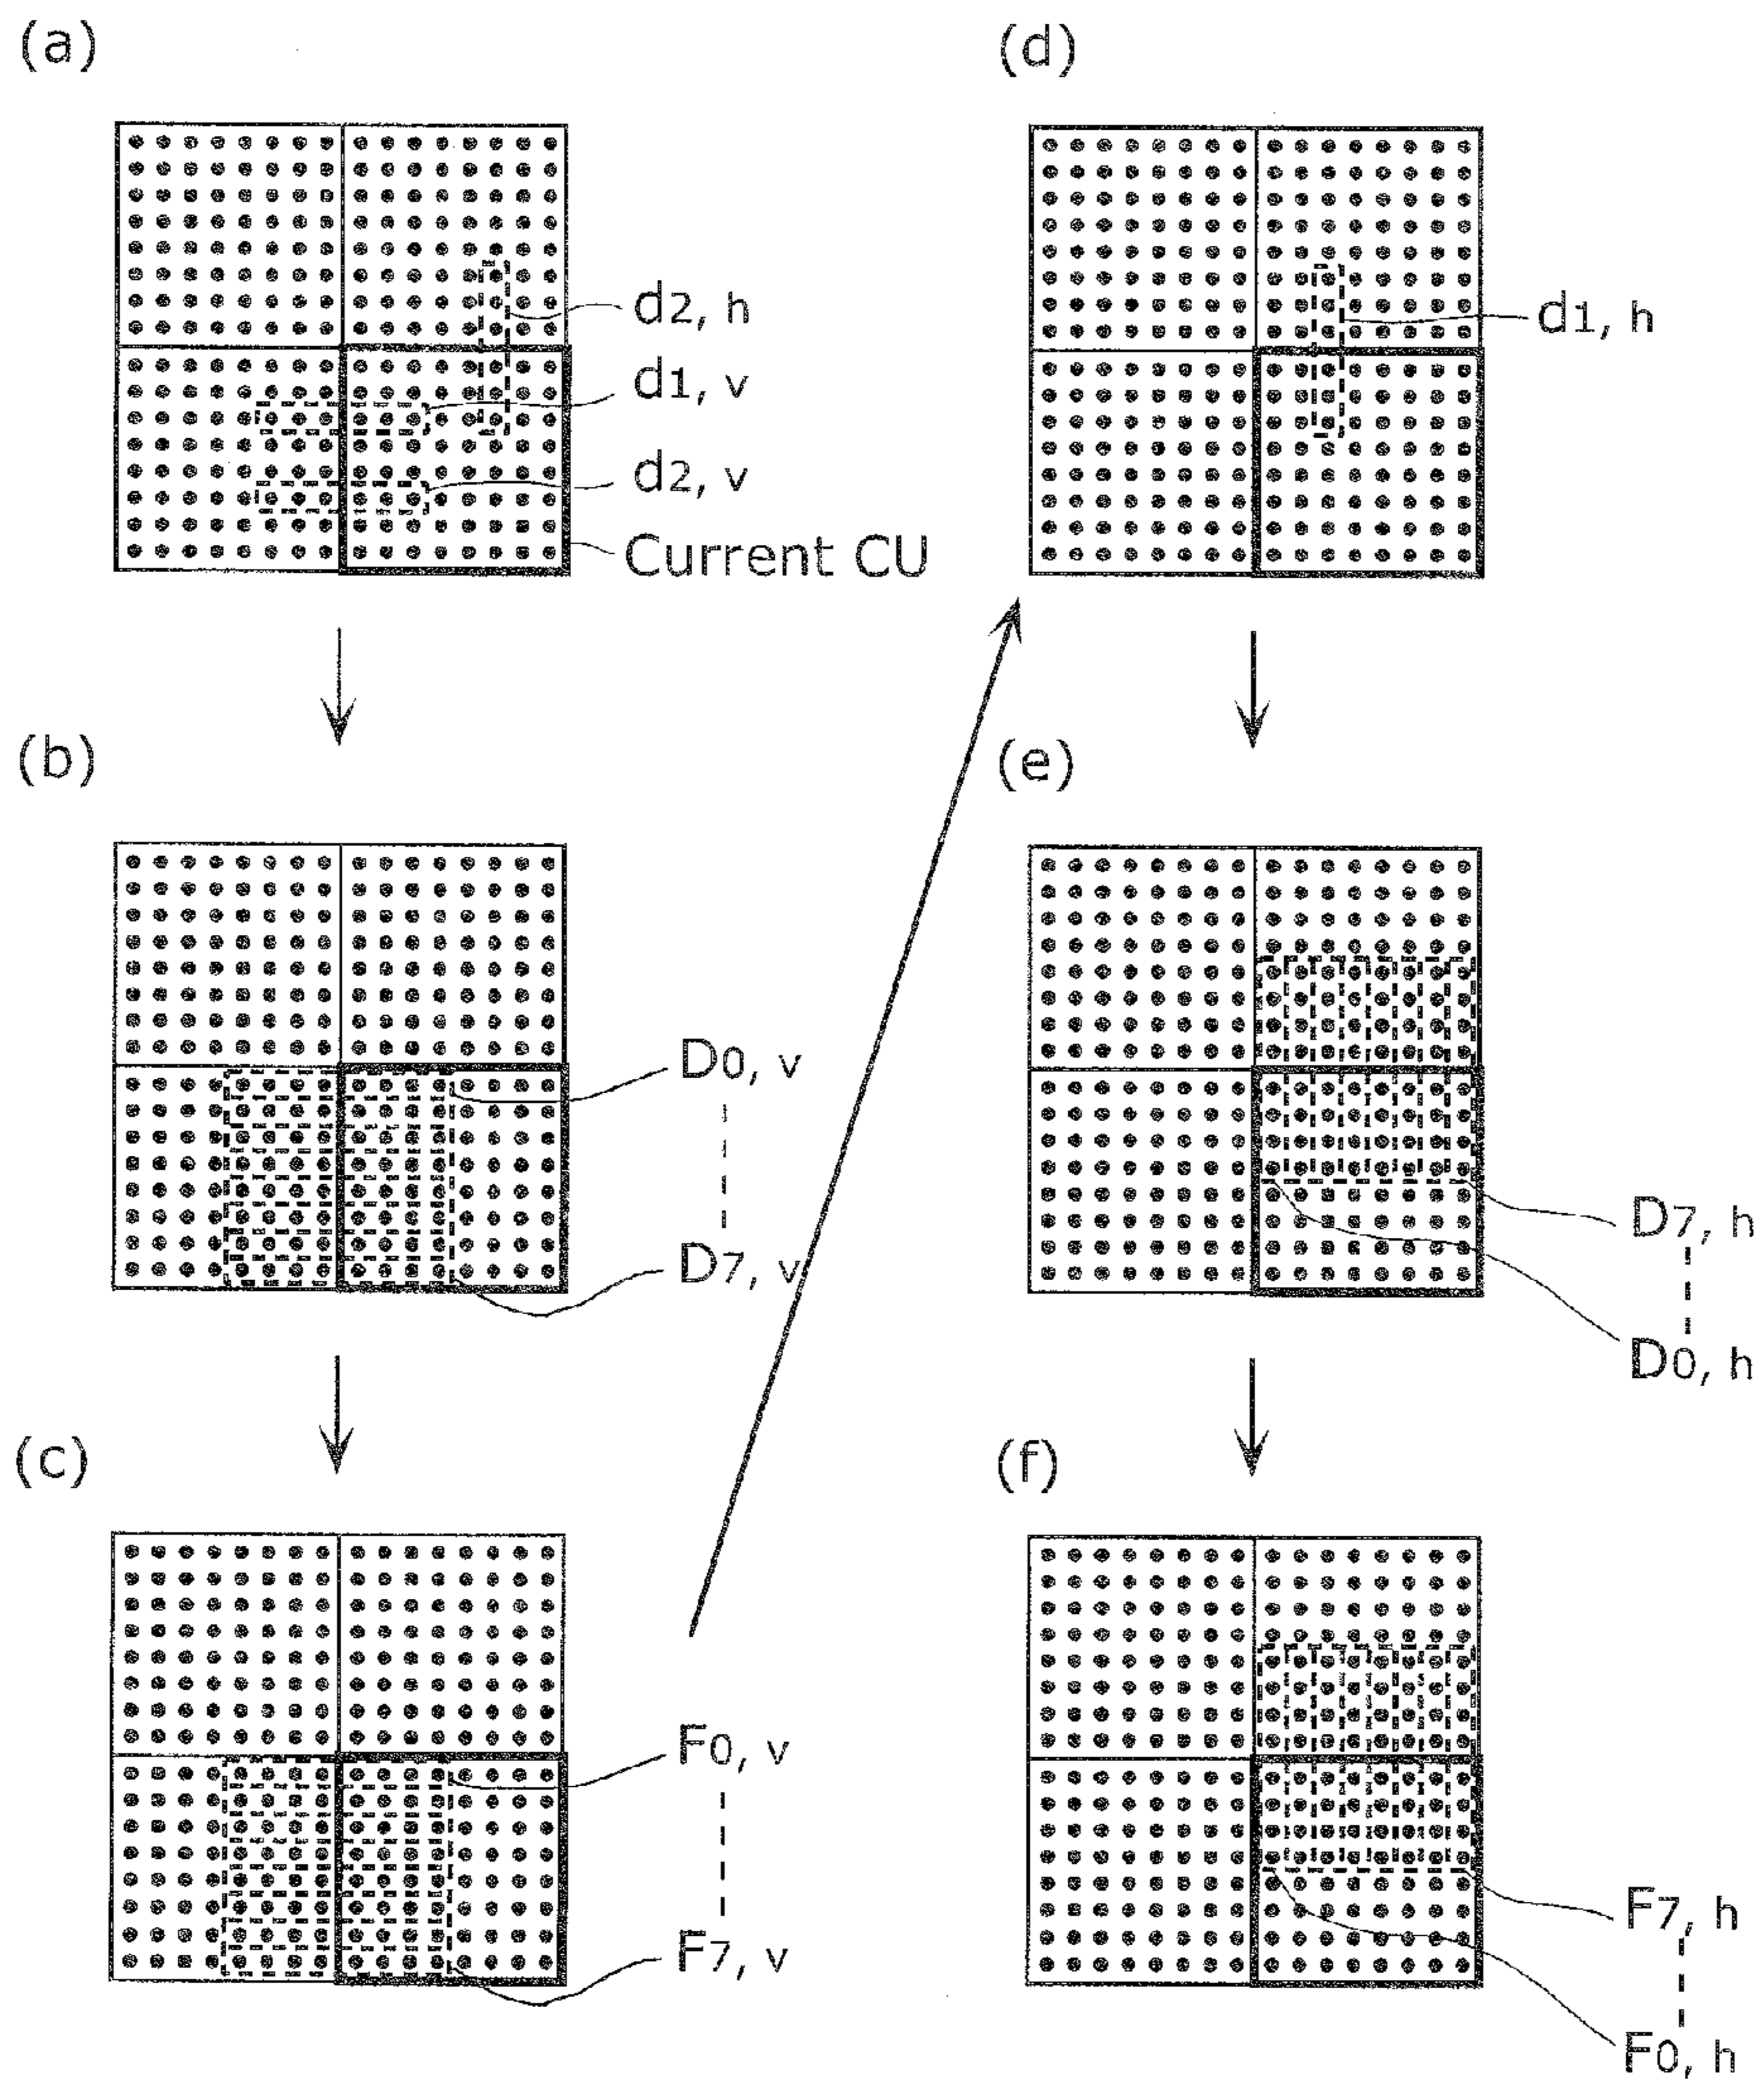 (a)
d2, h
d1, v
d2, v
Current CU
(b)
D0, v
D7, v
(c)
F0, v
F7, v
(d)
d1, h
(e)
D7, h
D0, h
(f)
F7, h
F0, h